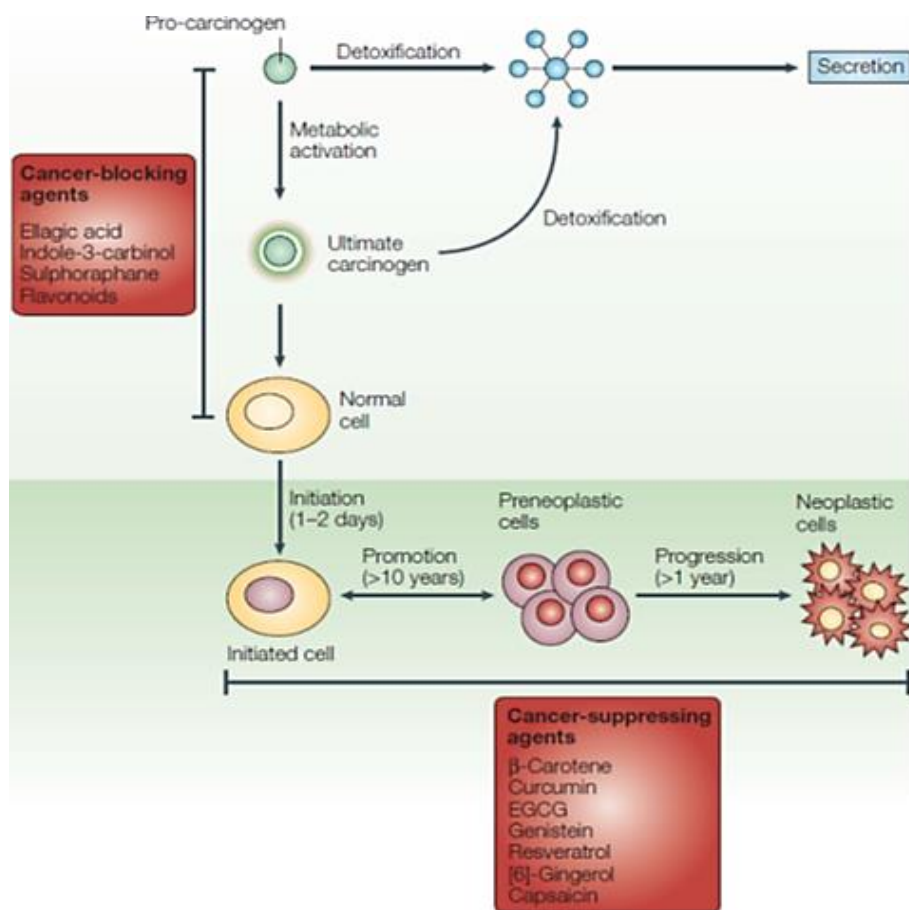 Pro-carcinogen
Detoxification
Secretion
Metabolic
activation
Cancer-blocking
agents
Ellagic acid
Indole-3-carbinol
Sulphoraphane
Flavonoids
Ultimate
carcinogen
Detoxification
Normal
cell
Initiation
(1–2 days)
Preneoplastic
cells
Neoplastic
cells
Promotion
(>10 years)
Progression
(>1 year)
Initiated cell
Cancer-suppressing
agents
β-Carotene
Curcumin
EGCG
Genistein
Resveratrol
[6]-Gingerol
Capsaicin